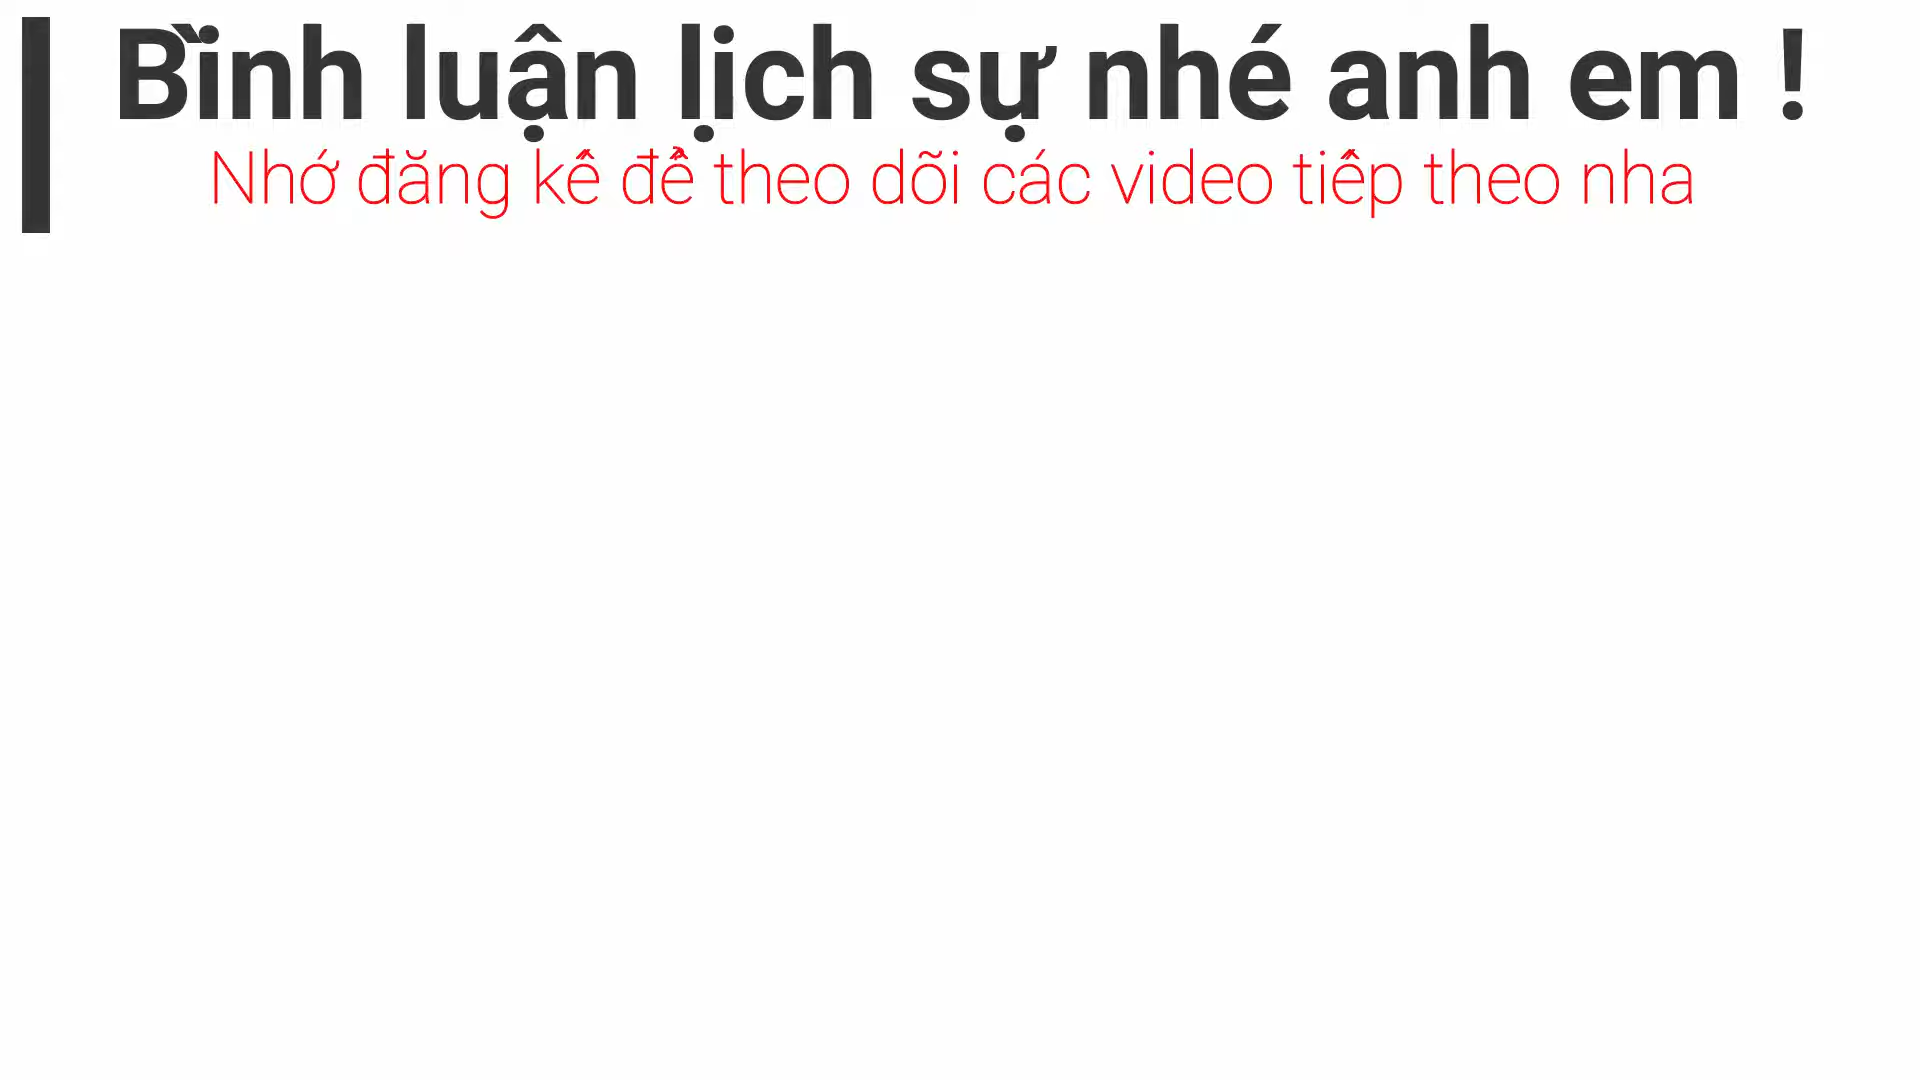 Bình luận lịch sự nhé anh em !
Nhớ đăng kế để theo dõi các video tiếp theo nha